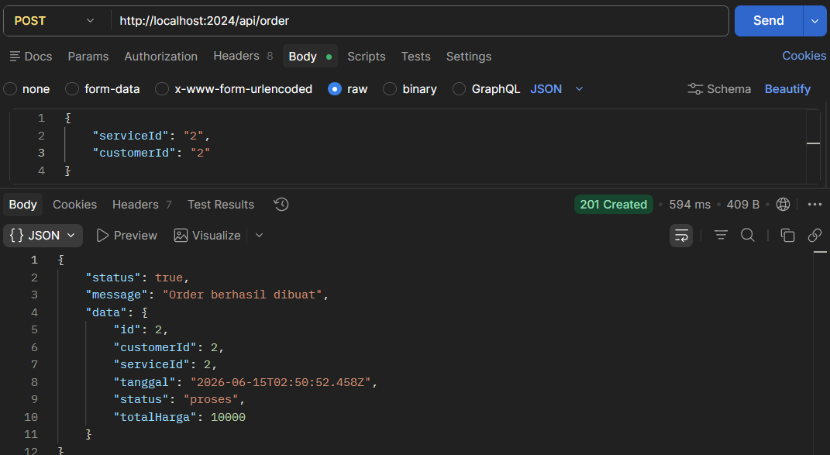 POST http://localhost:2024/api/order Send
Docs Params Authorization Headers 8 Body Scripts Tests Settings Cookies
none form-data x-www-form-urlencoded raw binary GraphQL JSON Schema Beautify
1 {
2 "serviceId": "2",
3 "customerId": "2"
4 }
Body Cookies Headers 7 Test Results 201 Created • 594 ms • 409 B •
{} JSON Preview Visualize
1 {
2 "status": true,
3 "message": "Order berhasil dibuat",
4 "data": {
5 "id": 2,
6 "customerId": 2,
7 "serviceId": 2,
8 "tanggal": "2026-06-15T02:50:52.458Z",
9 "status": "proses",
10 "totalHarga": 10000
11 }
12 }